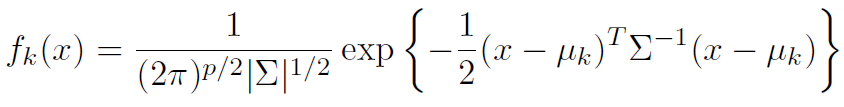 f_k(x) = \frac{1}{(2\pi)^{p/2}|\Sigma|^{1/2}} \exp\left\{-\frac{1}{2}(x - \mu_k)^T \Sigma^{-1}(x - \mu_k)\right\}